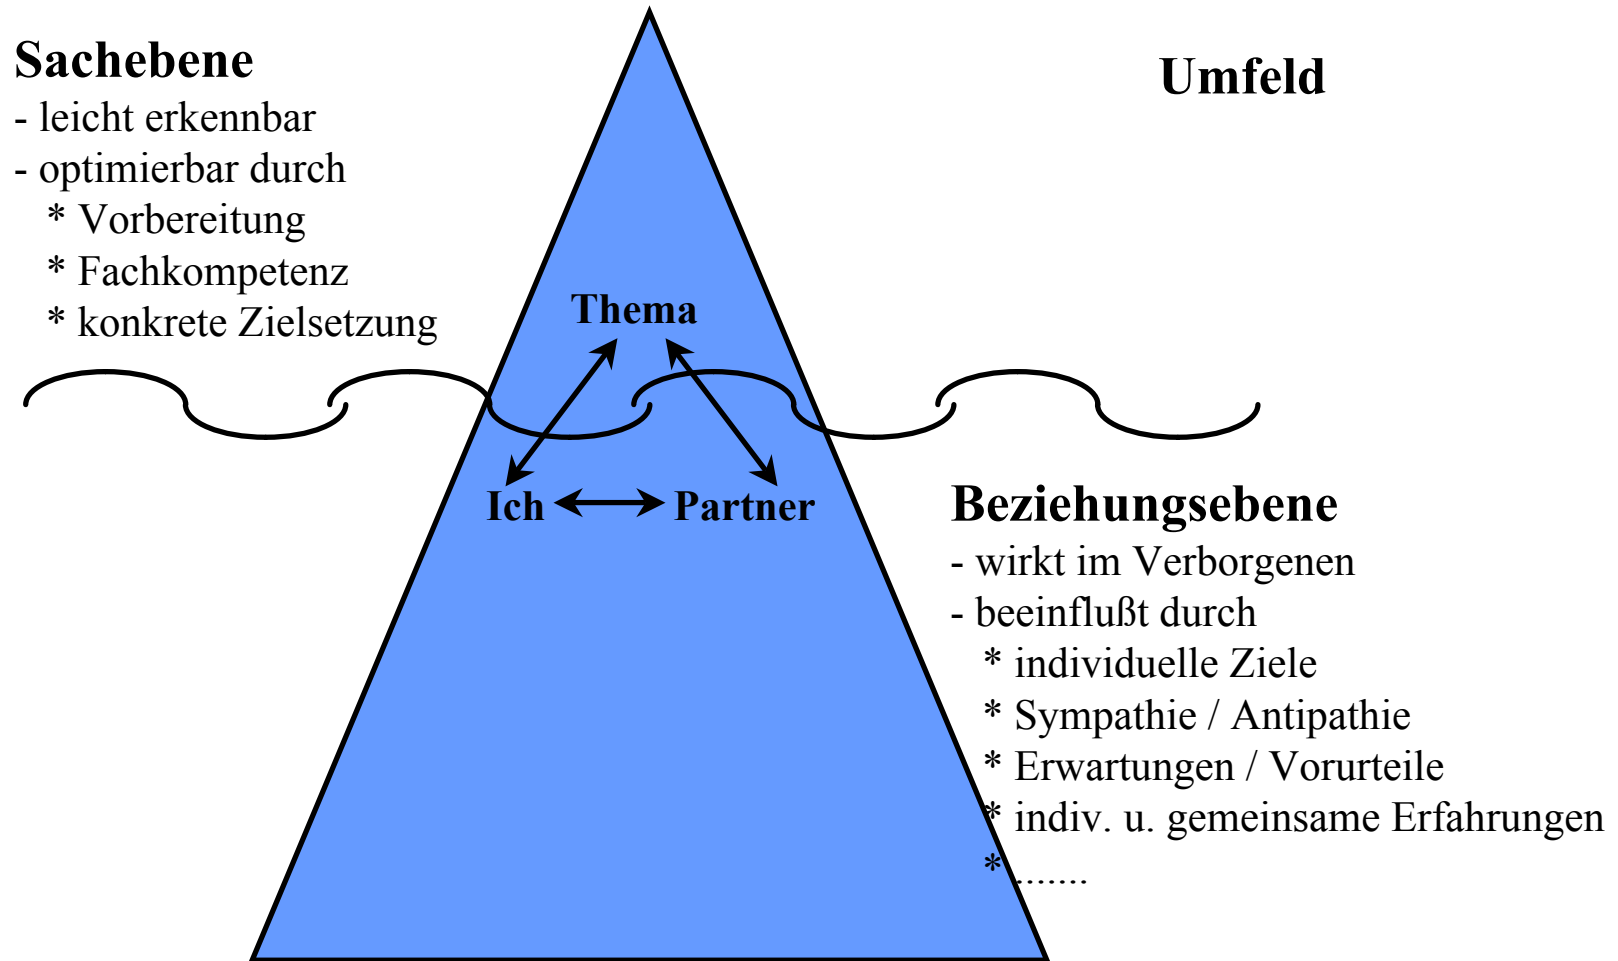 Sachebene
- leicht erkennbar
- optimierbar durch
* Vorbereitung
* Fachkompetenz
* konkrete Zielsetzung
Umfeld
Thema
Ich
Partner
Beziehungsebene
- wirkt im Verborgenen
- beeinflußt durch
* individuelle Ziele
* Sympathie / Antipathie
* Erwartungen / Vorurteile
* indiv. u. gemeinsame Erfahrungen
* .......